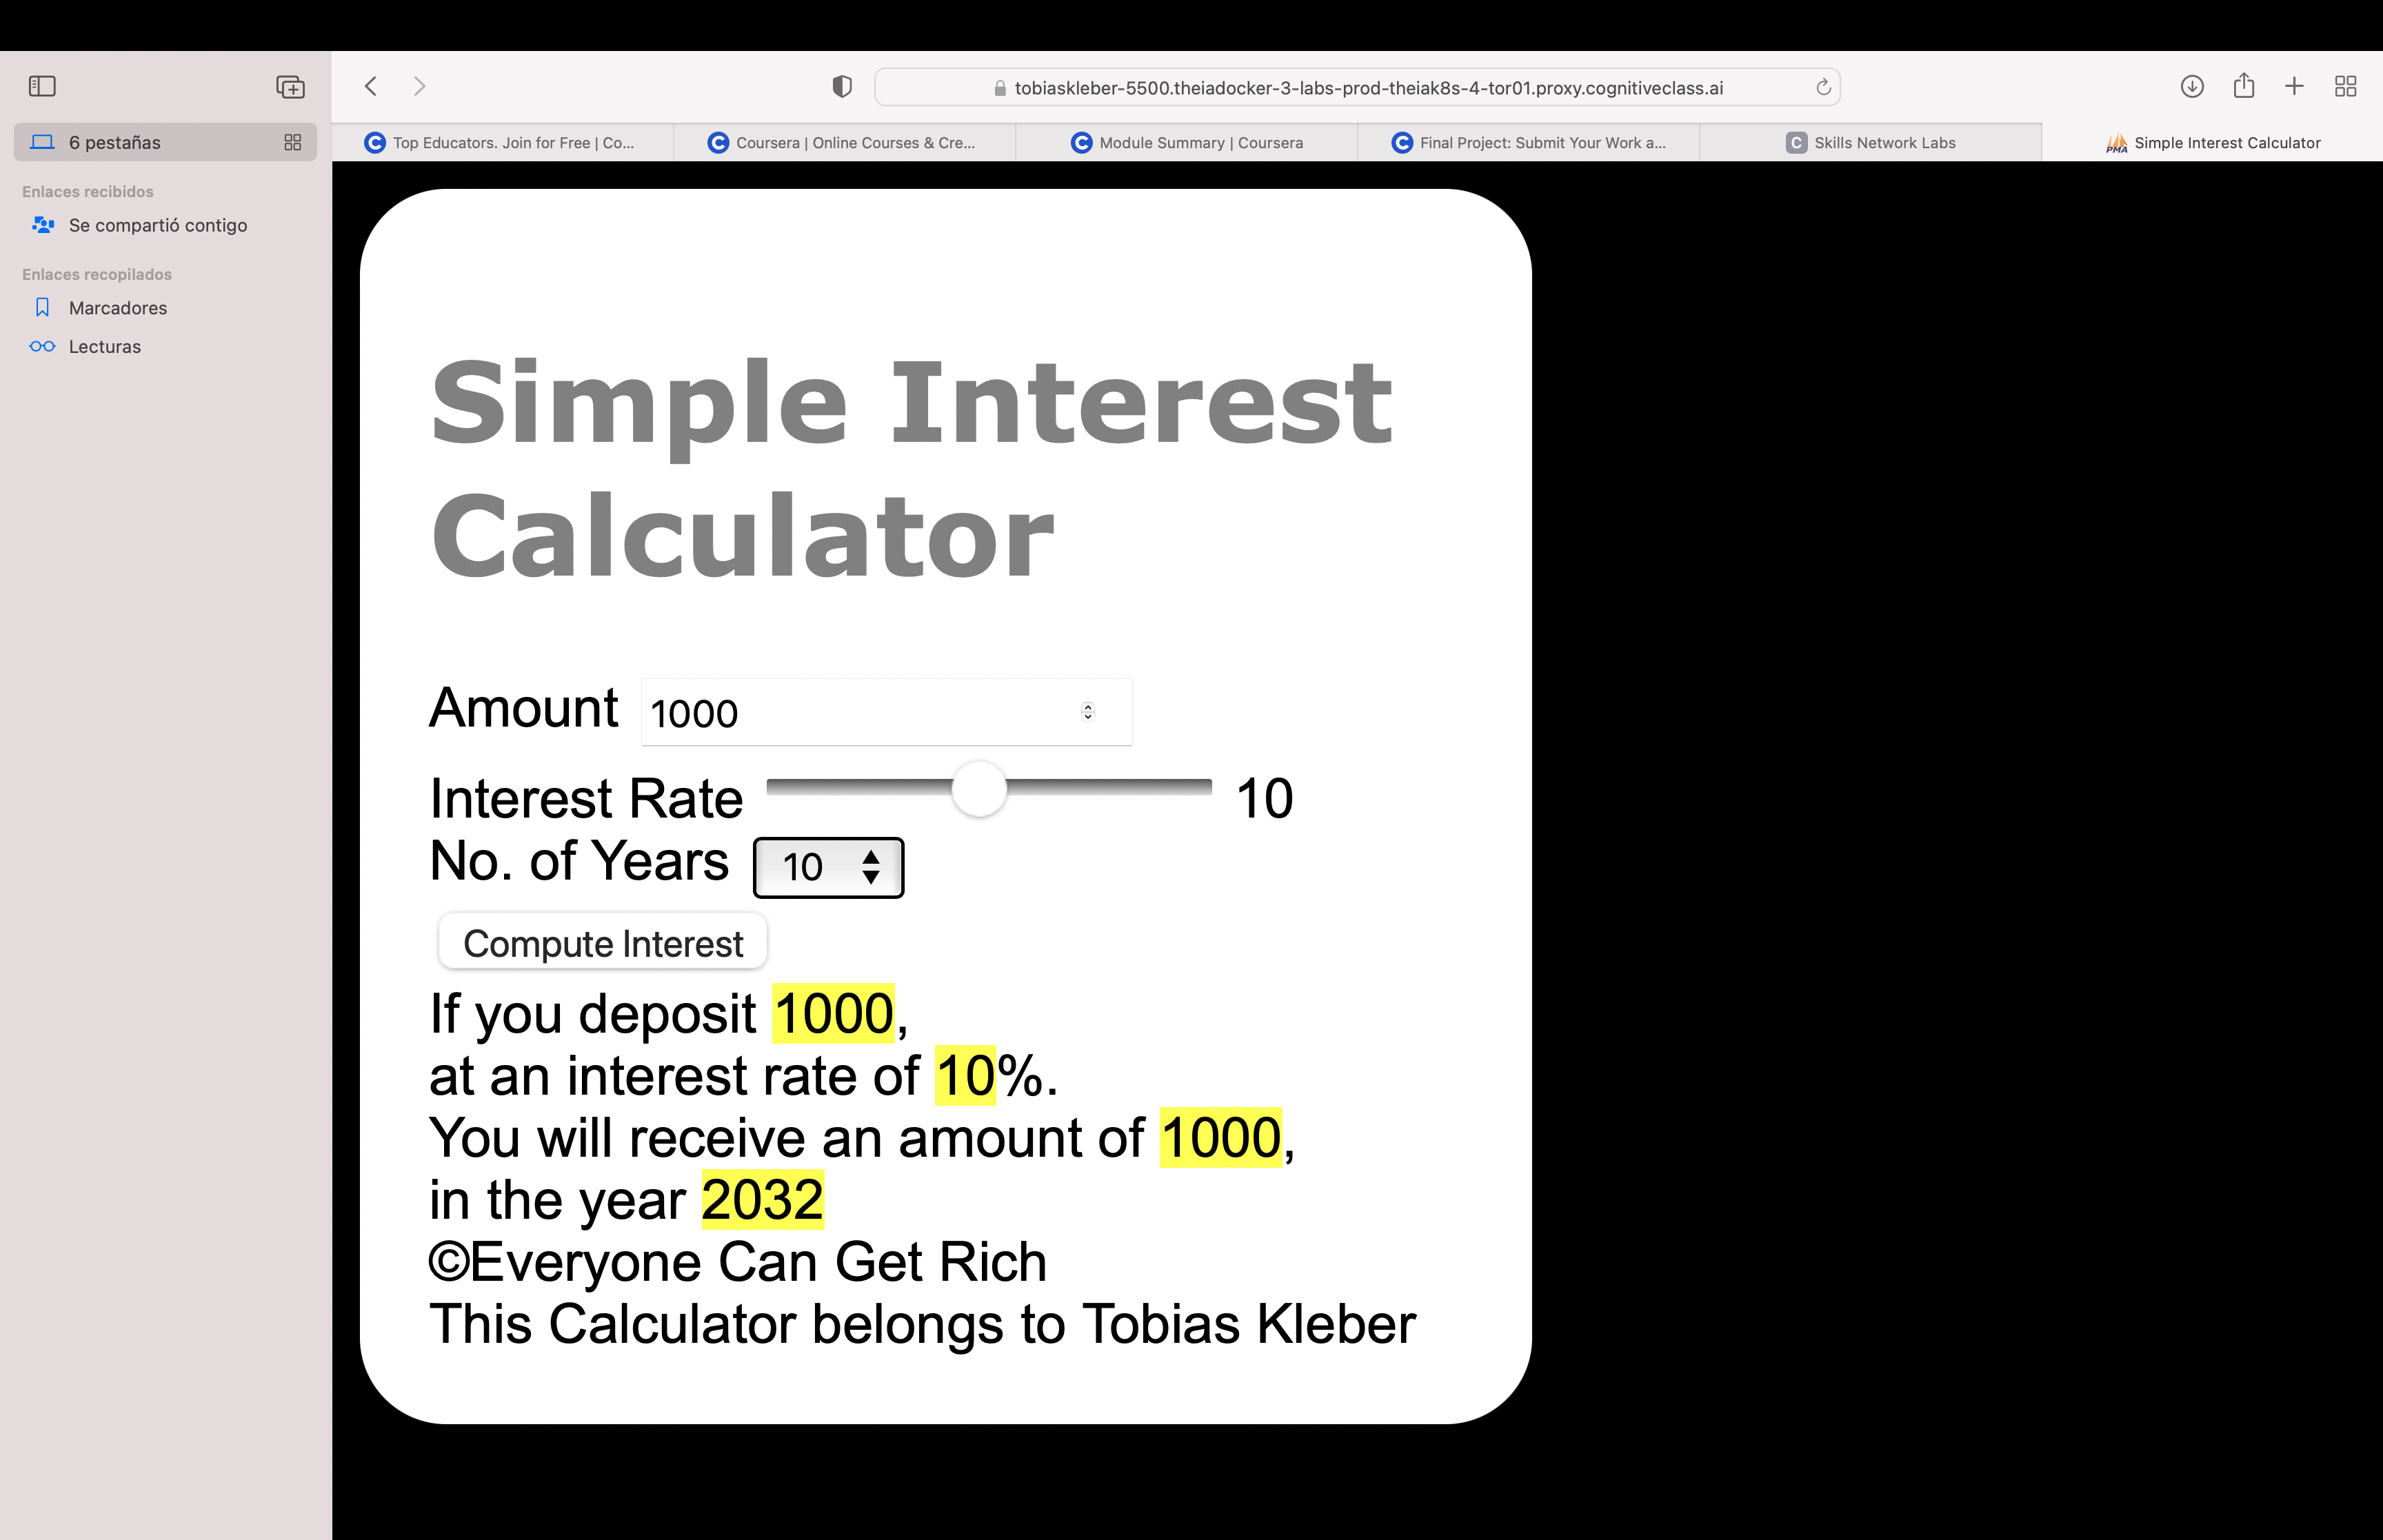 tobiaskleber-5500.theiadocker-3-labs-prod-theiak8s-4-tor01.proxy.cognitiveclass.ai
6 pestañas
Top Educators. Join for Free | Co...
Coursera | Online Courses & Cre...
Module Summary | Coursera
Final Project: Submit Your Work a...
C Skills Network Labs
PMA Simple Interest Calculator
Enlaces recibidos
Se compartió contigo
Enlaces recopilados
Marcadores
Lecturas
Simple Interest
Calculator
Amount 1000
Interest Rate 10
No. of Years 10
Compute Interest
If you deposit 1000,
at an interest rate of 10%.
You will receive an amount of 1000,
in the year 2032
©Everyone Can Get Rich
This Calculator belongs to Tobias Kleber